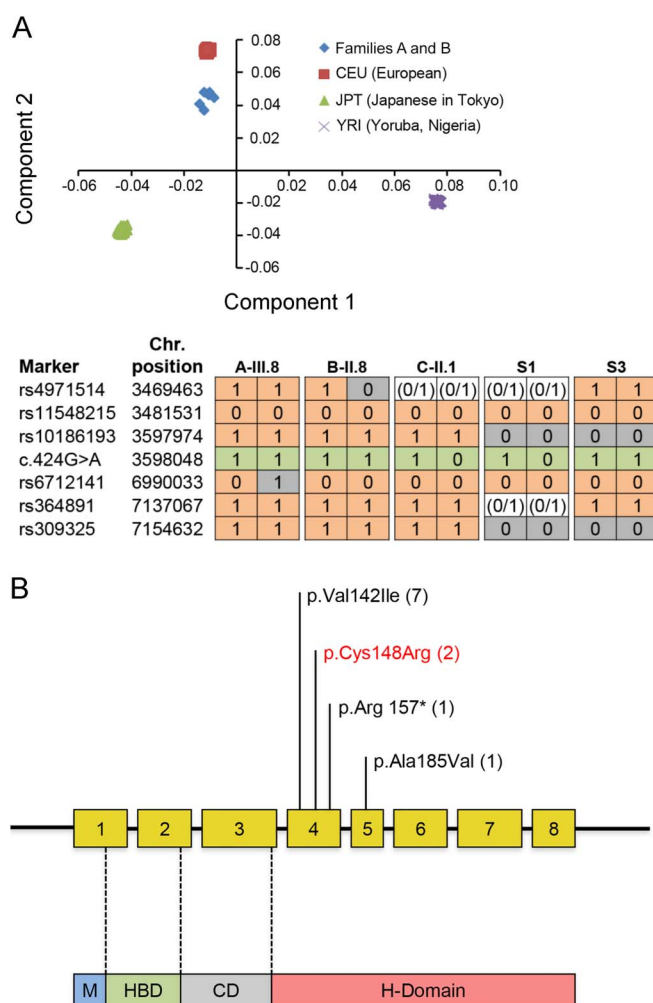 A
Component 2
0.08
0.06
0.04
0.02
-0.02
-0.04
-0.06
-0.06 -0.04 -0.02 0.02 0.04 0.06 0.08 0.10
Component 1
Families A and B
CEU (European)
JPT (Japanese in Tokyo)
YRI (Yoruba, Nigeria)
Marker Chr. position A-III.8 B-II.8 C-II.1 S1 S3
rs4971514 3469463 1 1 1 0 (0/1) (0/1) (0/1) (0/1) 1 1
rs11548215 3481531 0 0 0 0 0 0 0 0 0 0
rs10186193 3597974 1 1 1 1 1 1 0 0 0 0
c.424G>A 3598048 1 1 1 1 1 0 1 0 1 1
rs6712141 6990033 0 1 0 0 0 0 0 0 0 0
rs364891 7137067 1 1 1 1 1 1 (0/1) (0/1) 1 1
rs309325 7154632 1 1 1 1 1 1 0 0 0 0
B
p.Val142Ile (7)
p.Cys148Arg (2)
p.Arg 157* (1)
p.Ala185Val (1)
1 2 3 4 5 6 7 8
M HBD CD H-Domain